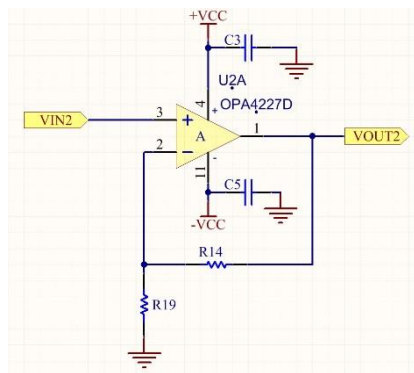 +VCC
C3
U2A
OPA4227D
4
+
VIN2
3
+
A
1
VOUT2
2
-
-
11
C5
-VCC
R14
R19